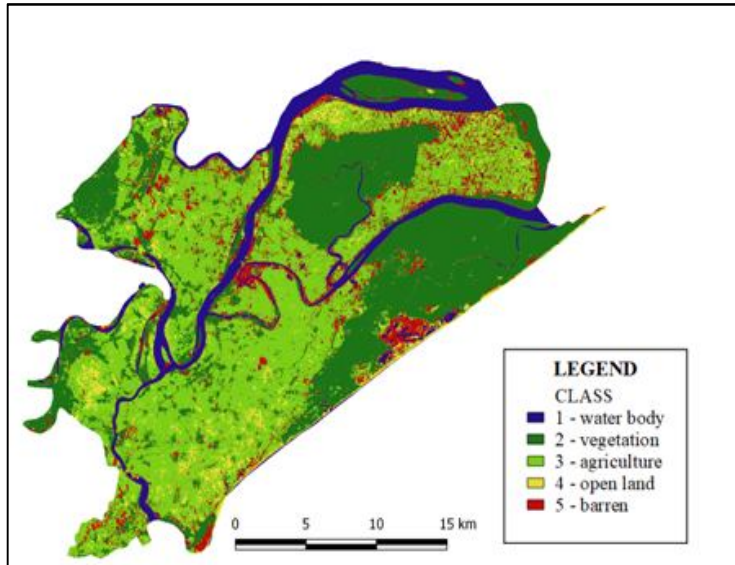 LEGEND
CLASS
1 - water body
2 - vegetation
3 - agriculture
4 - open land
5 - barren
0 5 10 15 km